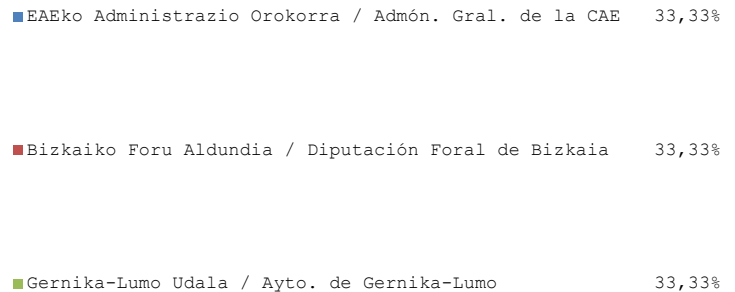 EAEko Administrazio Orokorra / Admón. Gral. de la CAE 33,33%
Bizkaiko Foru Aldundia / Diputación Foral de Bizkaia 33,33%
Gernika-Lumo Udala / Ayto. de Gernika-Lumo 33,33%